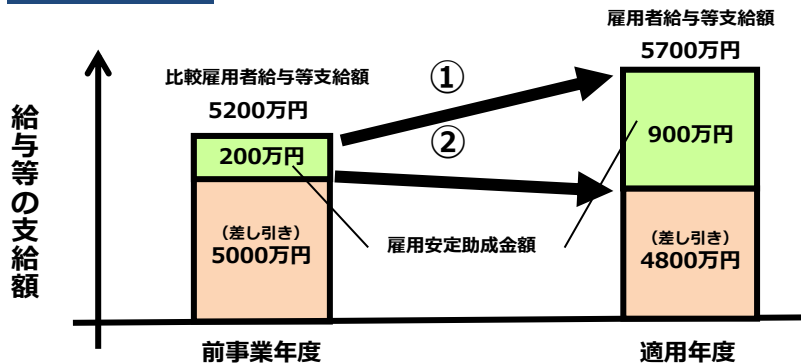 雇用者給与等支給額
5700万円
比較雇用者給与等支給額
5200万円
①
②
200万円
900万円
給与等の支給額
(差し引き)
5000万円
雇用安定助成金額
(差し引き)
4800万円
前事業年度
適用年度